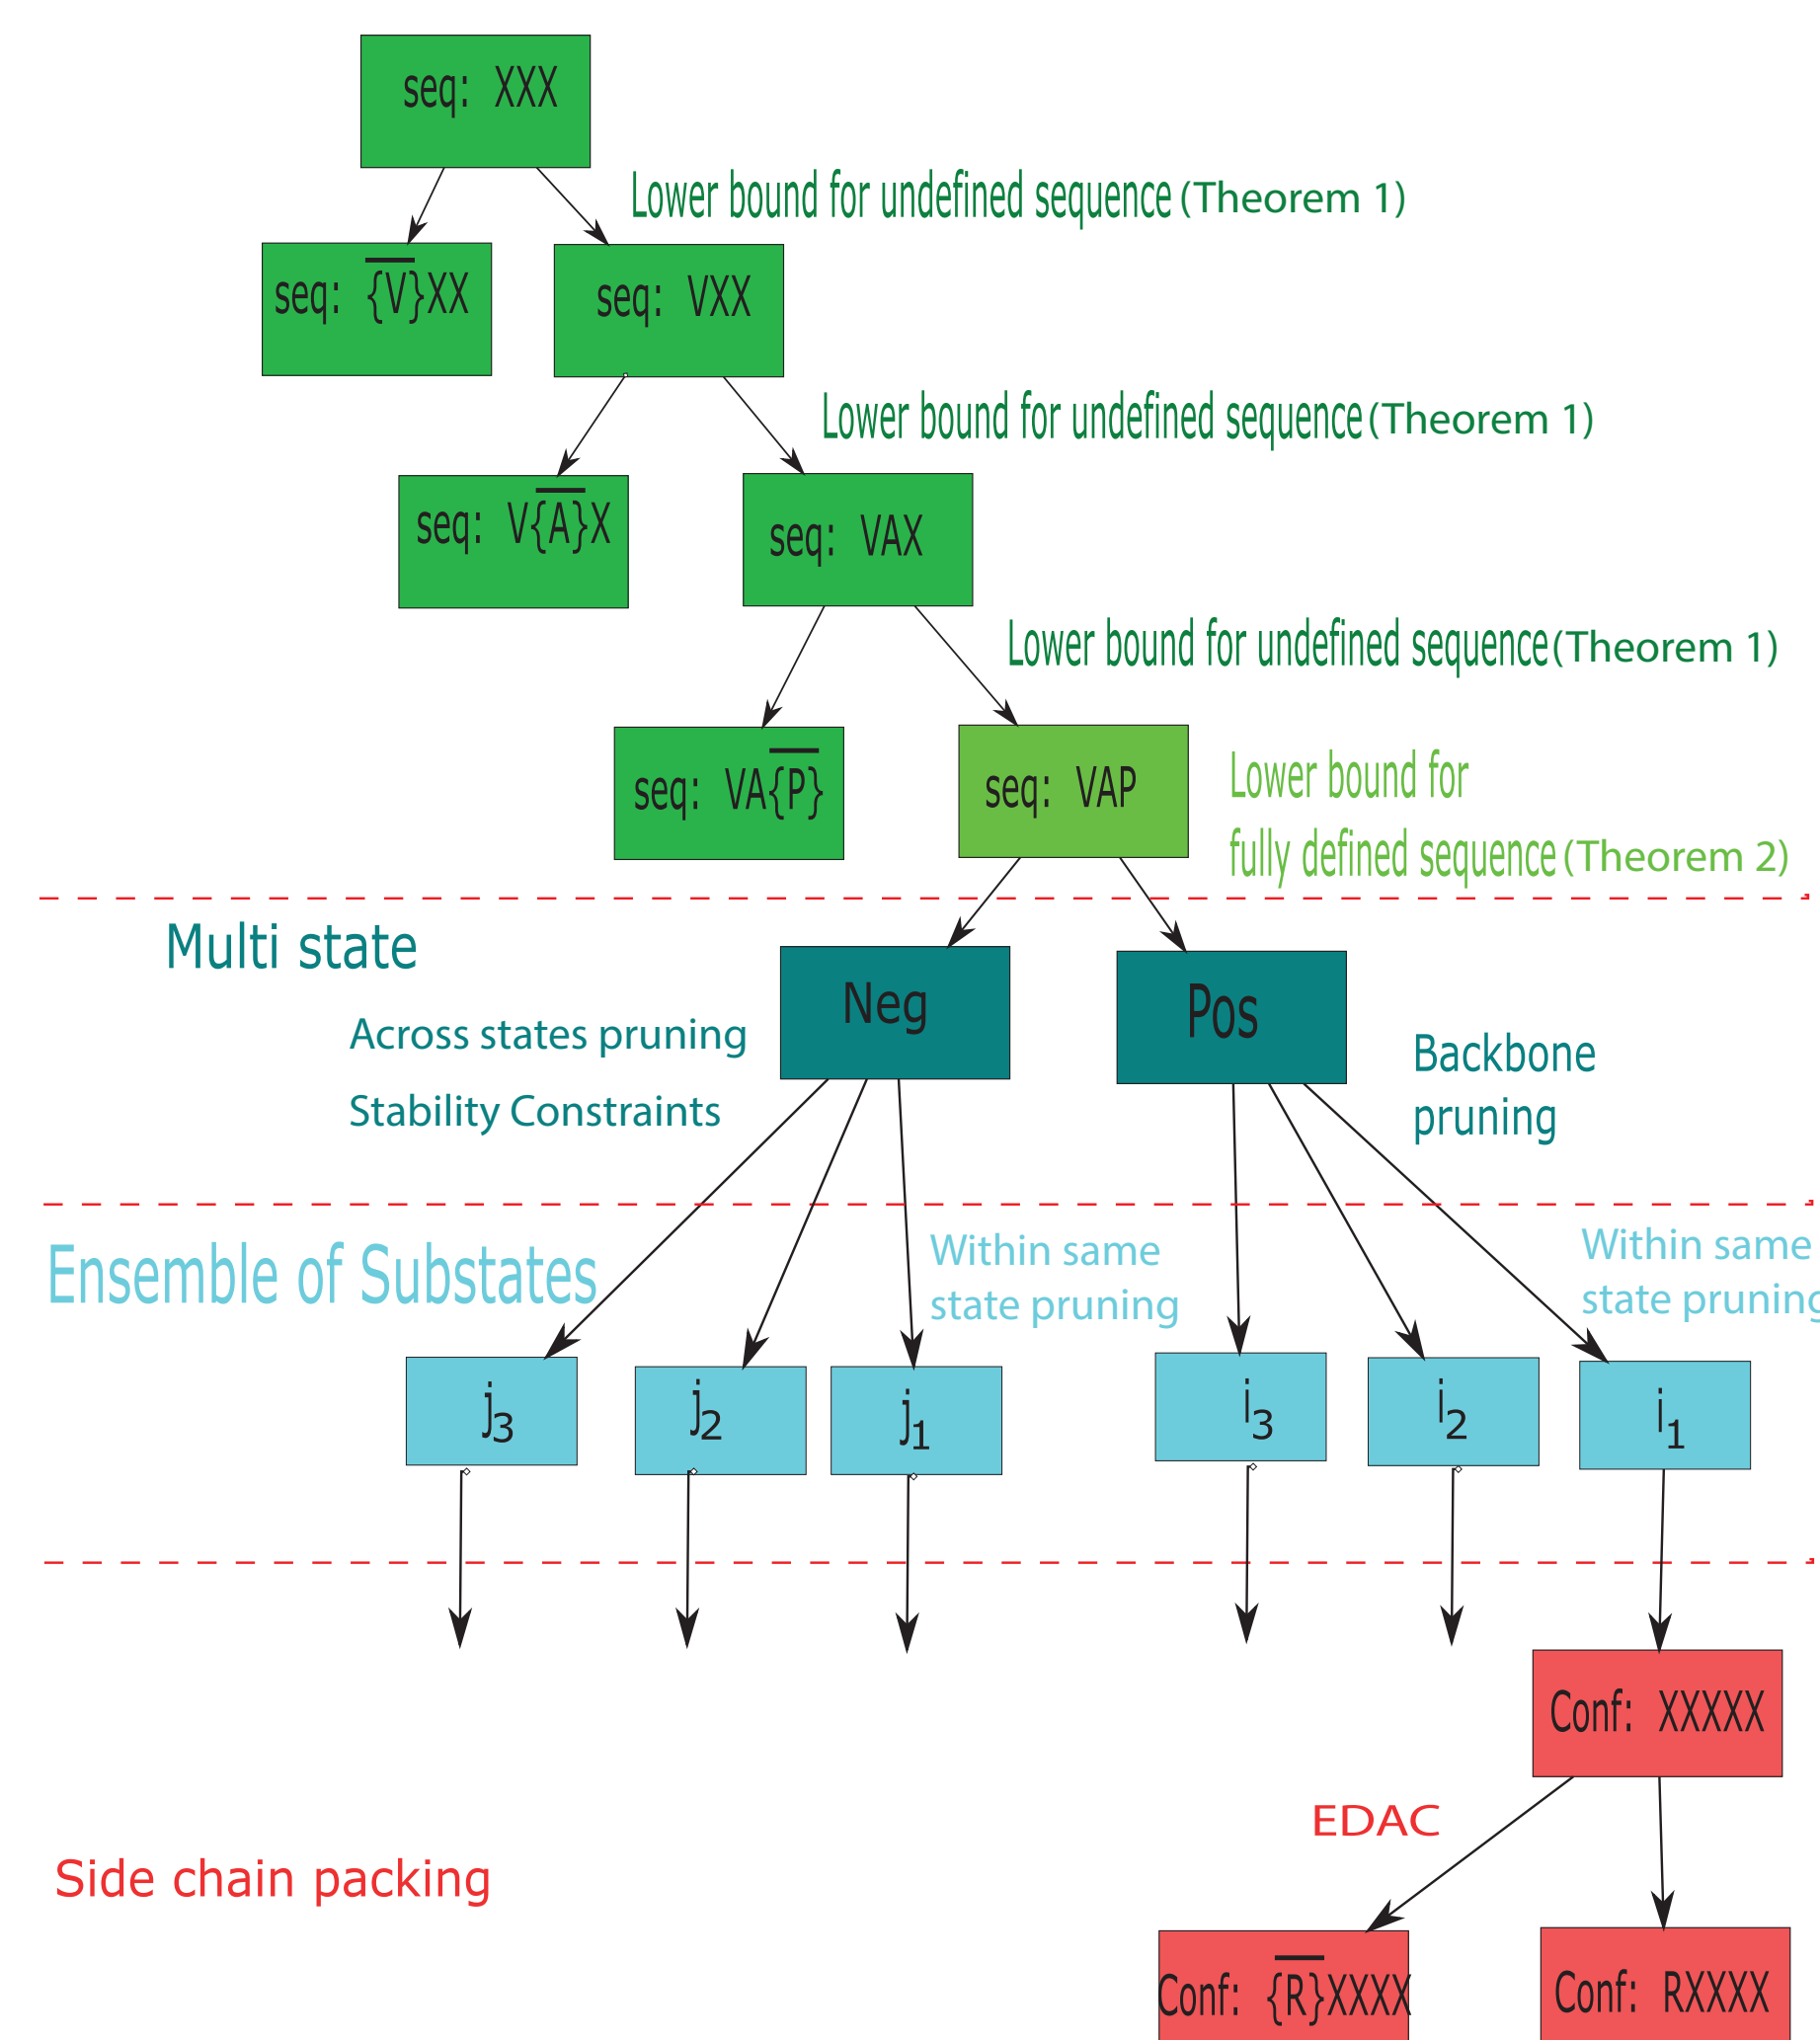 seq: XXX
Lower bound for undefined sequence (Theorem 1)
seq: {V}XX
seq: VXX
Lower bound for undefined sequence (Theorem 1)
seq: V{A}X
seq: VAX
Lower bound for undefined sequence (Theorem 1)
seq: VA{P}
seq: VAP
Lower bound for
fully defined sequence (Theorem 2)
Multi state
Neg
Pos
Across states pruning
Stability Constraints
Backbone
pruning
Ensemble of Substates
Within same
state pruning
Within same
state pruning
j3
j2
j1
i3
i2
i1
Conf: XXXXX
EDAC
Side chain packing
Conf: {R}XXXX
Conf: RXXXX